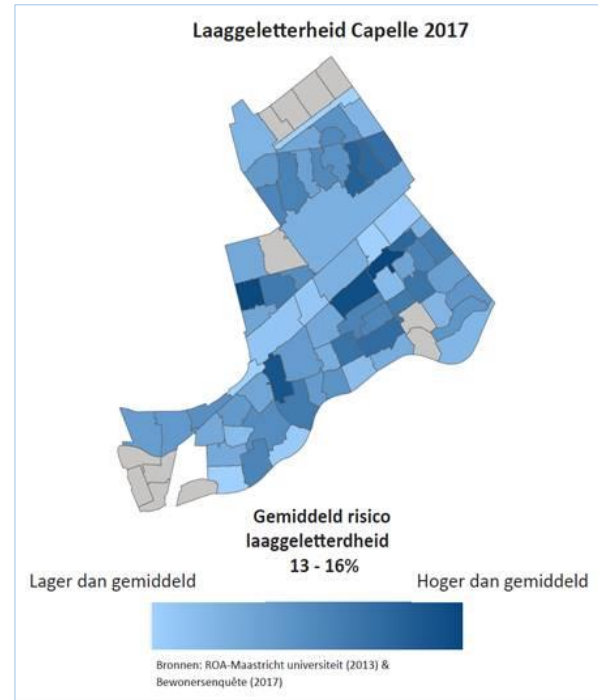 Laaggeletterheid Capelle 2017
Gemiddeld risico
laaggeletterdheid
13 - 16%
Lager dan gemiddeld
Hoger dan gemiddeld
Bronnen: ROA-Maastricht universiteit (2013) &
Bewonersenquête (2017)